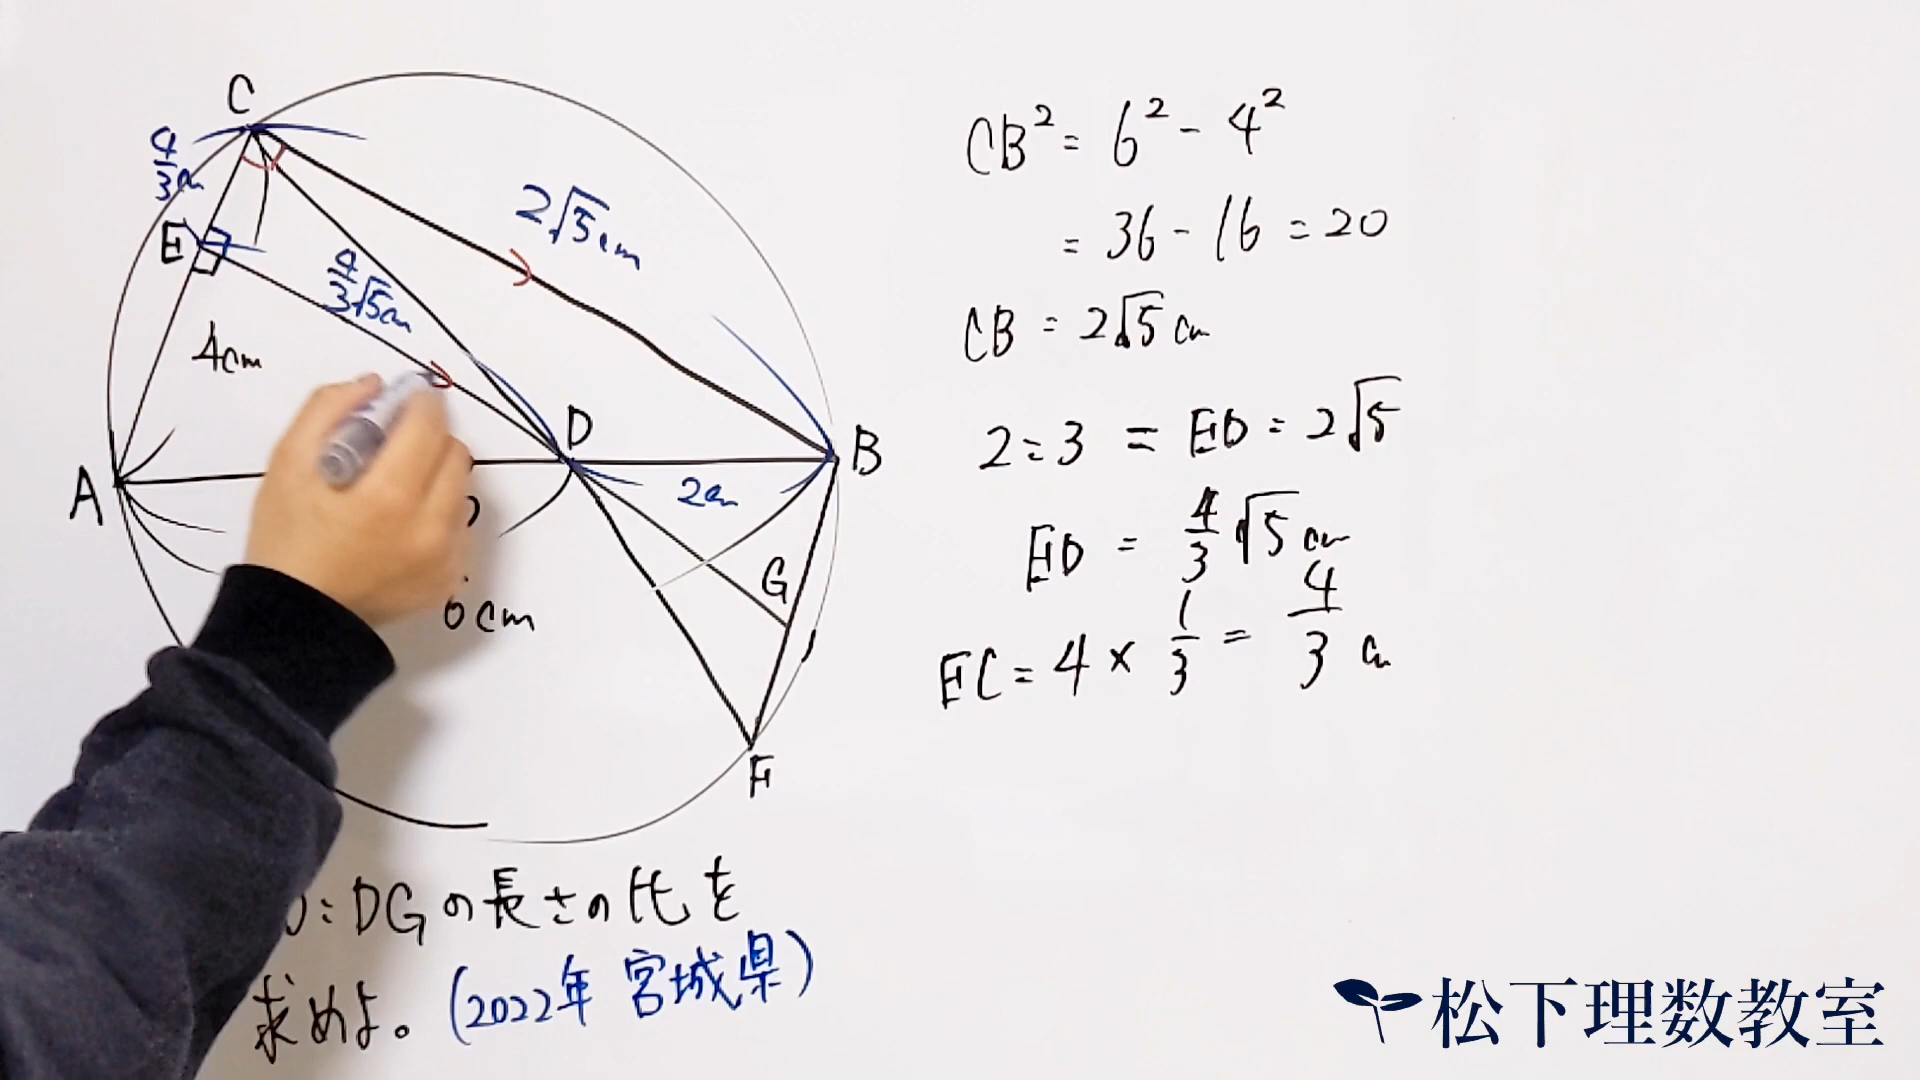 C
4/3cm
E
2√5cm
4/3√5cm
4cm
D
B
A
2cm
G
6cm
F
CB²= 6² - 4²
= 36 - 16 = 20
CB = 2√5 cm
2:3 = ED : 2√5
ED = 4/3 √5 cm
EC = 4 × 1/3 = 4/3 cm
:DGの長さの比を
求めよ。(2022年 宮城県)
松下理数教室